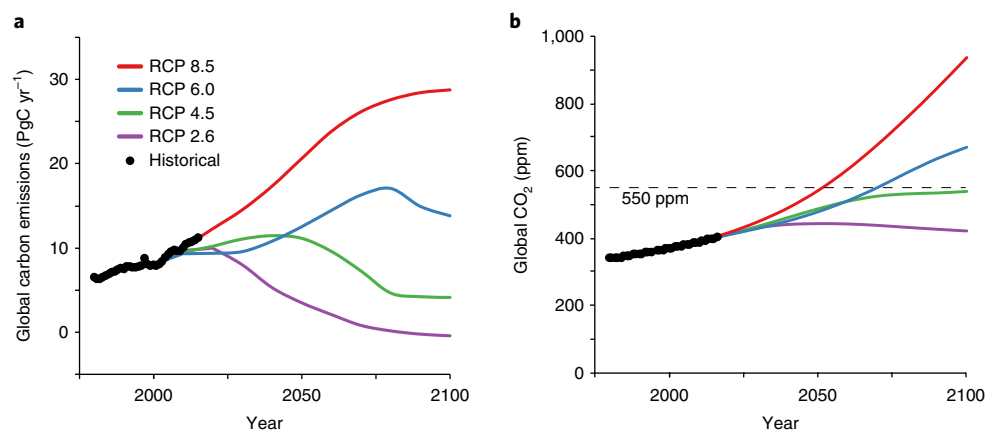 a
Global carbon emissions (PgC yr⁻¹)
30
20
10
0
RCP 8.5
RCP 6.0
RCP 4.5
RCP 2.6
Historical
2000
2050
2100
Year
b
Global CO₂ (ppm)
1,000
800
600
400
200
0
550 ppm
2000
2050
2100
Year